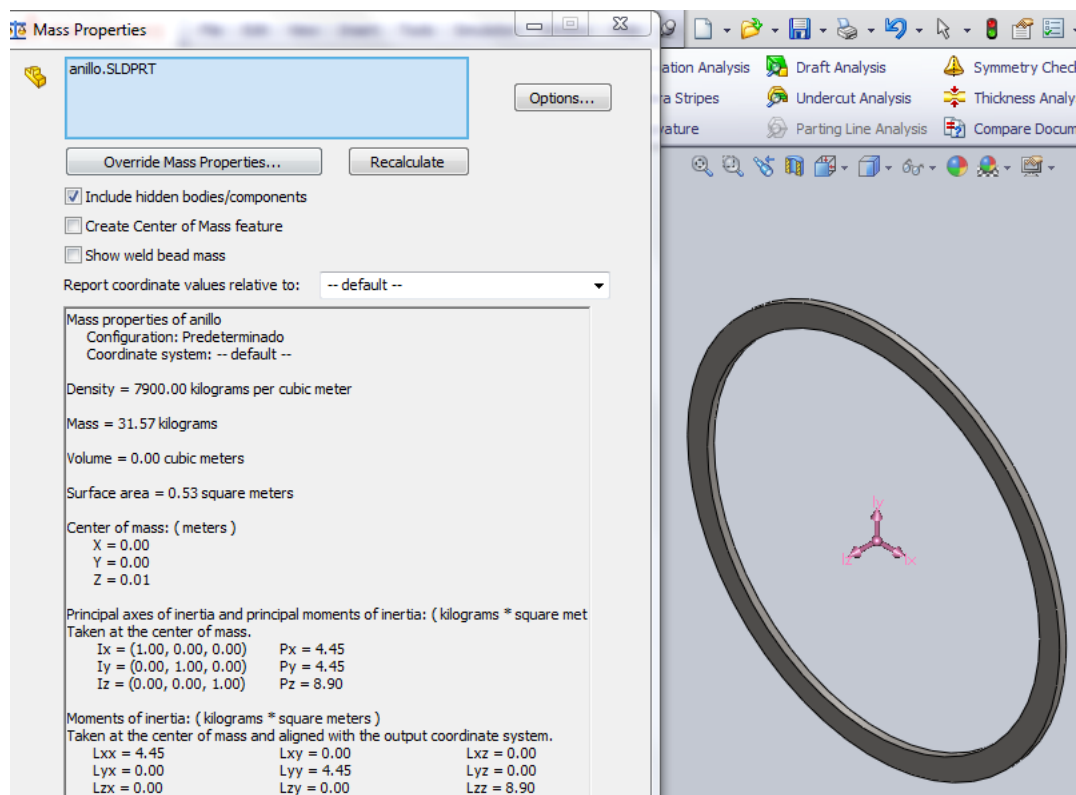 Mass Properties
anillo.SLDPRT
Options...
Override Mass Properties...
Recalculate
Include hidden bodies/components
Create Center of Mass feature
Show weld bead mass
Report coordinate values relative to:
-- default --
Mass properties of anillo
Configuration: Predeterminado
Coordinate system: -- default --
Density = 7900.00 kilograms per cubic meter
Mass = 31.57 kilograms
Volume = 0.00 cubic meters
Surface area = 0.53 square meters
Center of mass: ( meters )
X = 0.00
Y = 0.00
Z = 0.01
Principal axes of inertia and principal moments of inertia: ( kilograms * square met
Taken at the center of mass.
Ix = (1.00, 0.00, 0.00) Px = 4.45
Iy = (0.00, 1.00, 0.00) Py = 4.45
Iz = (0.00, 0.00, 1.00) Pz = 8.90
Moments of inertia: ( kilograms * square meters )
Taken at the center of mass and aligned with the output coordinate system.
Lxx = 4.45 Lxy = 0.00 Lxz = 0.00
Lyx = 0.00 Lyy = 4.45 Lyz = 0.00
Lzx = 0.00 Lzy = 0.00 Lzz = 8.90
ation Analysis Draft Analysis Symmetry Chec
ra Stripes Undercut Analysis Thickness Analy
vature Parting Line Analysis Compare Docum
Iy
Iz Ix